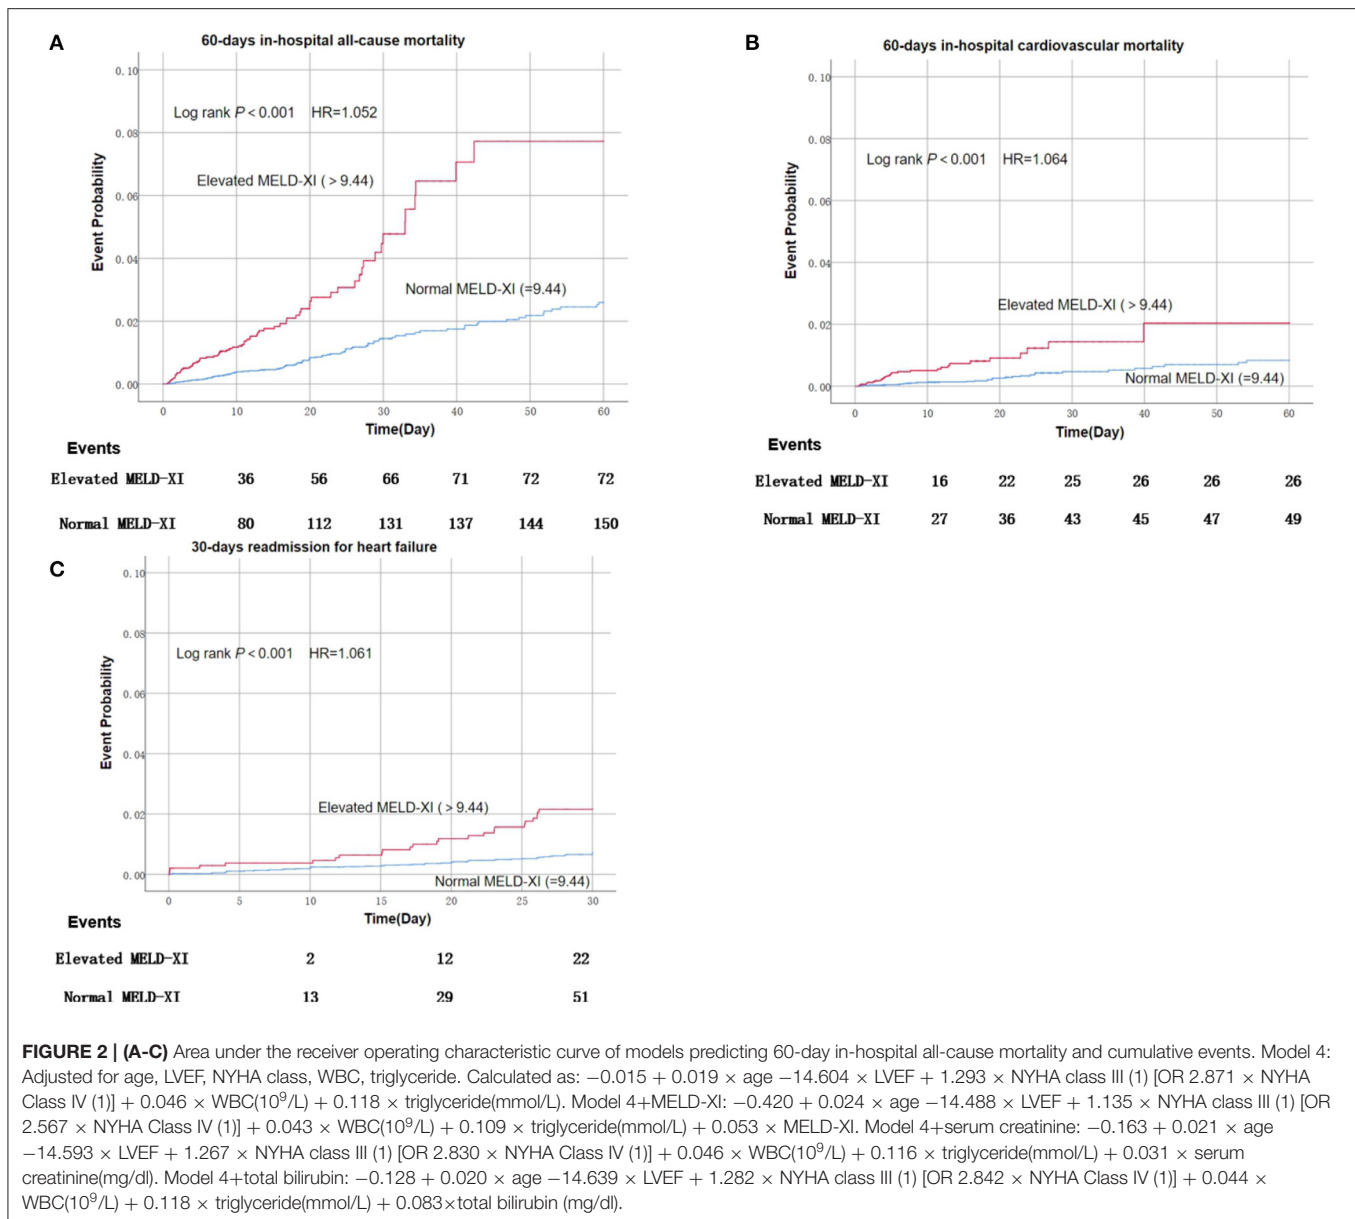 A
60-days in-hospital all-cause mortality
0.10
0.08
0.06
0.04
0.02
0.00
Event Probability
Log rank P < 0.001 HR=1.052
Elevated MELD-XI ( > 9.44)
Normal MELD-XI (=9.44)
0 10 20 30 40 50 60
Time(Day)
Events
Elevated MELD-XI 36 56 66 71 72 72
Normal MELD-XI 80 112 131 137 144 150
B
60-days in-hospital cardiovascular mortality
0.10
0.08
0.06
0.04
0.02
0.00
Event Probability
Log rank P < 0.001 HR=1.064
Elevated MELD-XI ( > 9.44)
Normal MELD-XI (=9.44)
0 10 20 30 40 50 60
Time(Day)
Events
Elevated MELD-XI 16 22 25 26 26 26
Normal MELD-XI 27 36 43 45 47 49
C
30-days readmission for heart failure
0.10
0.08
0.06
0.04
0.02
0.00
Event Probability
Log rank P < 0.001 HR=1.061
Elevated MELD-XI ( > 9.44)
Normal MELD-XI (=9.44)
0 5 10 15 20 25 30
Time(Day)
Events
Elevated MELD-XI 2 12 22
Normal MELD-XI 13 29 51
FIGURE 2 | (A-C) Area under the receiver operating characteristic curve of models predicting 60-day in-hospital all-cause mortality and cumulative events. Model 4:
Adjusted for age, LVEF, NYHA class, WBC, triglyceride. Calculated as: −0.015 + 0.019 × age −14.604 × LVEF + 1.293 × NYHA class III (1) [OR 2.871 × NYHA
Class IV (1)] + 0.046 × WBC(10⁹/L) + 0.118 × triglyceride(mmol/L). Model 4+MELD-XI: −0.420 + 0.024 × age −14.488 × LVEF + 1.135 × NYHA class III (1) [OR
2.567 × NYHA Class IV (1)] + 0.043 × WBC(10⁹/L) + 0.109 × triglyceride(mmol/L) + 0.053 × MELD-XI. Model 4+serum creatinine: −0.163 + 0.021 × age
−14.593 × LVEF + 1.267 × NYHA class III (1) [OR 2.830 × NYHA Class IV (1)] + 0.046 × WBC(10⁹/L) + 0.116 × triglyceride(mmol/L) + 0.031 × serum
creatinine(mg/dl). Model 4+total bilirubin: −0.128 + 0.020 × age −14.639 × LVEF + 1.282 × NYHA class III (1) [OR 2.842 × NYHA Class IV (1)] + 0.044 ×
WBC(10⁹/L) + 0.118 × triglyceride(mmol/L) + 0.083×total bilirubin (mg/dl).